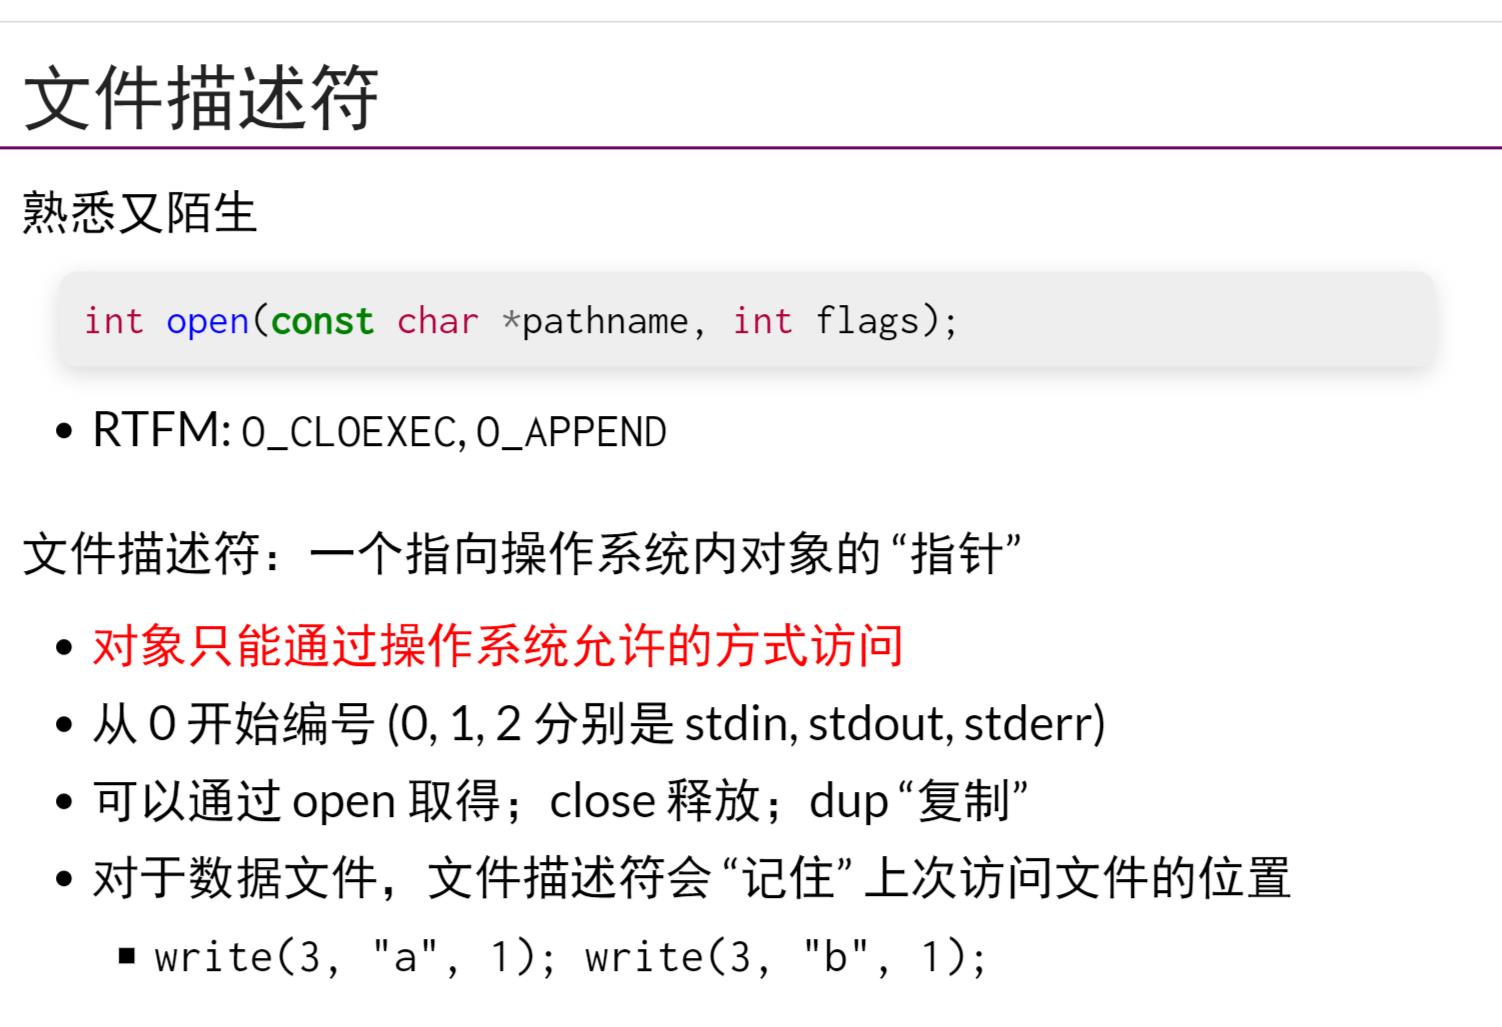 文件描述符
熟悉又陌生
int open(const char *pathname, int flags);
• RTFM: O_CLOEXEC, O_APPEND
文件描述符：一个指向操作系统内对象的 “指针”
• 对象只能通过操作系统允许的方式访问
• 从 0 开始编号 (0, 1, 2 分别是 stdin, stdout, stderr)
• 可以通过 open 取得；close 释放；dup “复制”
• 对于数据文件，文件描述符会 “记住” 上次访问文件的位置
▪ write(3, "a", 1); write(3, "b", 1);